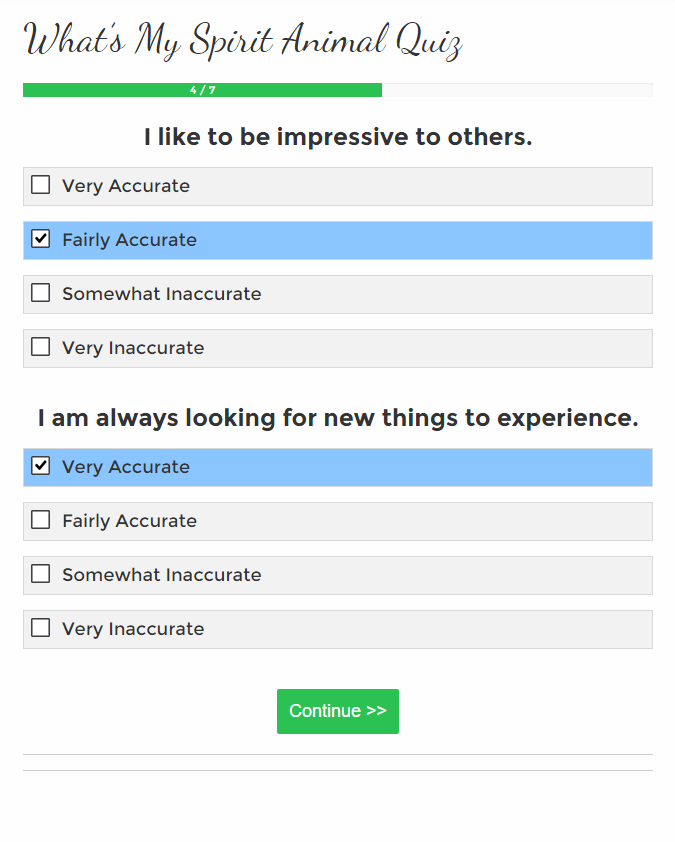 What's My Spirit Animal Quiz
4 / 7
I like to be impressive to others.
Very Accurate
Fairly Accurate
Somewhat Inaccurate
Very Inaccurate
I am always looking for new things to experience.
Very Accurate
Fairly Accurate
Somewhat Inaccurate
Very Inaccurate
Continue >>